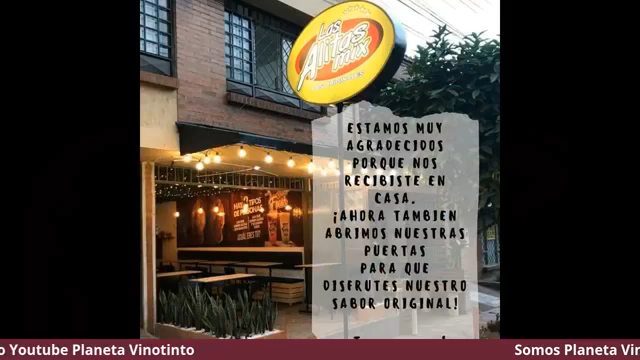 Las
Alitas
mix
ESTAMOS MUY
AGRADECIDOS
PORQUE NOS
RECIBISTE EN
CASA.
¡AHORA TAMBIEN
ABRIMOS NUESTRAS
PUERTAS
PARA QUE
DISFRUTES NUESTRO
SABOR ORIGINAL!
TIPOS
o Youtube Planeta Vinotinto
Somos Planeta Vin